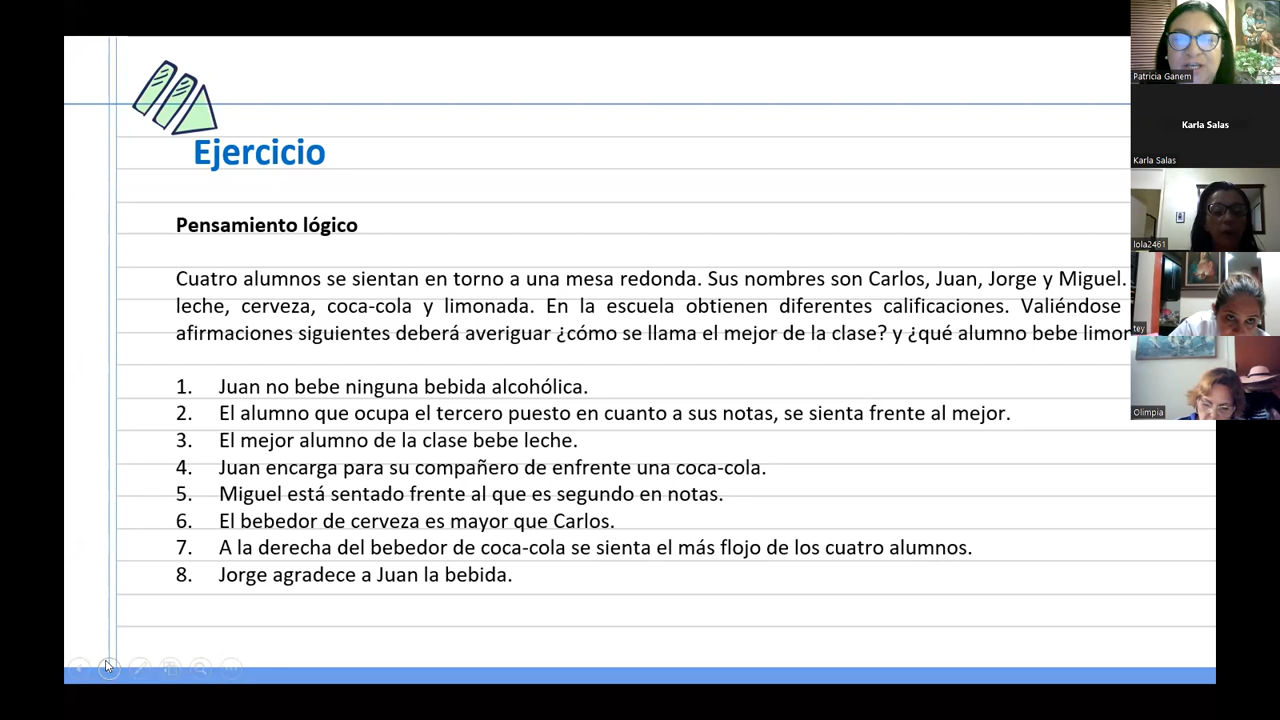 Ejercicio
Pensamiento lógico
Cuatro alumnos se sientan en torno a una mesa redonda. Sus nombres son Carlos, Juan, Jorge y Miguel.
leche, cerveza, coca-cola y limonada. En la escuela obtienen diferentes calificaciones. Valiéndose
afirmaciones siguientes deberá averiguar ¿cómo se llama el mejor de la clase? y ¿qué alumno bebe limor
1. Juan no bebe ninguna bebida alcohólica.
2. El alumno que ocupa el tercero puesto en cuanto a sus notas, se sienta frente al mejor.
3. El mejor alumno de la clase bebe leche.
4. Juan encarga para su compañero de enfrente una coca-cola.
5. Miguel está sentado frente al que es segundo en notas.
6. El bebedor de cerveza es mayor que Carlos.
7. A la derecha del bebedor de coca-cola se sienta el más flojo de los cuatro alumnos.
8. Jorge agradece a Juan la bebida.
Patricia Ganem
Karla Salas
Karla Salas
lola2461
tey
Olimpia